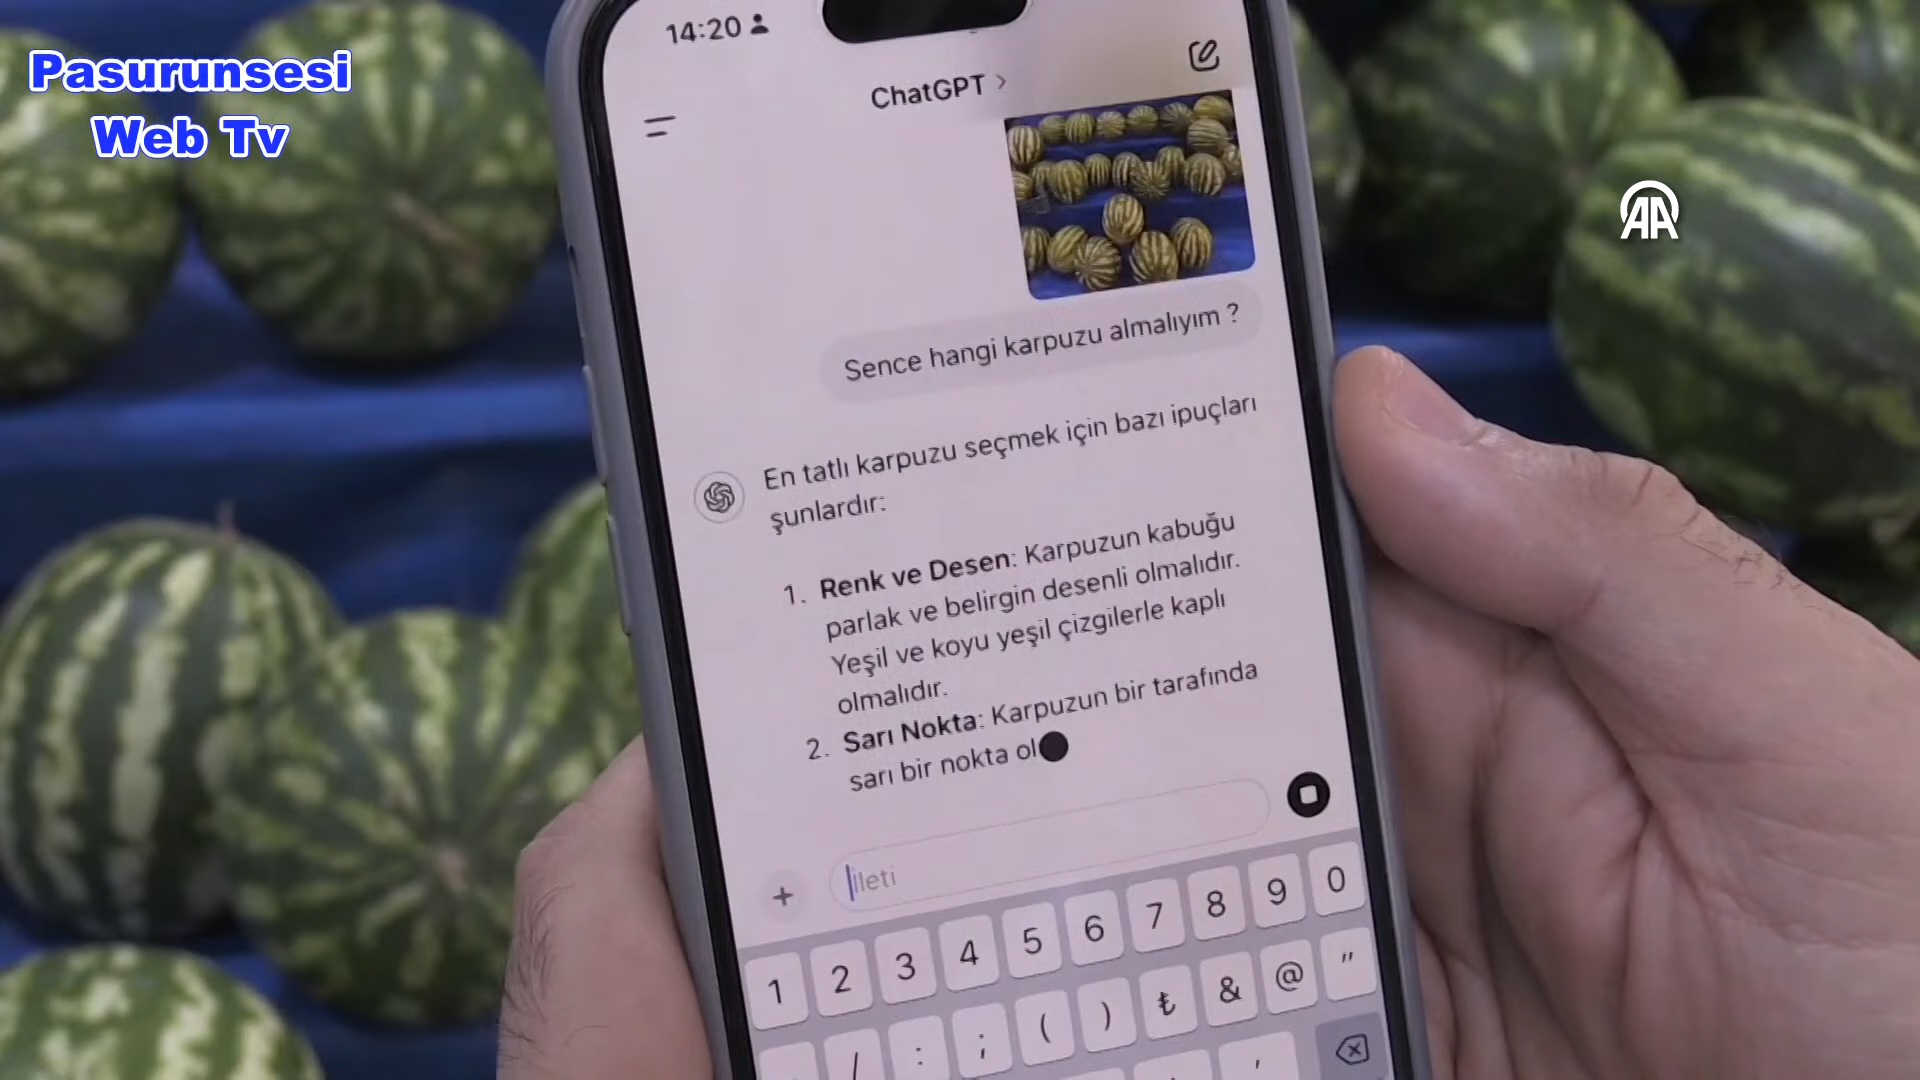 Pasurunsesi
Web Tv
14:20
ChatGPT >
AA
Sence hangi karpuzu almalıyım ?
En tatlı karpuzu seçmek için bazı ipuçları
şunlardır:
1. Renk ve Desen: Karpuzun kabuğu
parlak ve belirgin desenli olmalıdır.
Yeşil ve koyu yeşil çizgilerle kaplı
olmalıdır.
2. Sarı Nokta: Karpuzun bir tarafında
sarı bir nokta ol
+ İleti
1 2 3 4 5 6 7 8 9 0
/ : ; ( ) ₺ & @ "
'